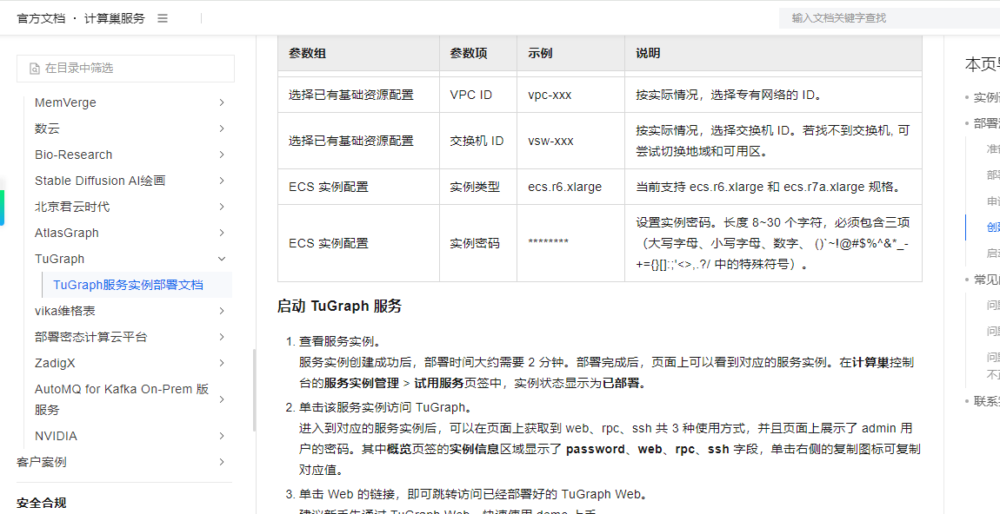 官方文档 · 计算巢服务
输入文档关键字查找
在目录中筛选
MemVerge
数云
Bio-Research
Stable Diffusion AI绘画
北京君云时代
AtlasGraph
TuGraph
TuGraph服务实例部署文档
vika维格表
部署密态计算云平台
ZadigX
AutoMQ for Kafka On-Prem 版
服务
NVIDIA
客户案例
安全合规
参数组 参数项 示例 说明
选择已有基础资源配置 VPC ID vpc-xxx 按实际情况，选择专有网络的 ID。
选择已有基础资源配置 交换机 ID vsw-xxx 按实际情况，选择交换机 ID。若找不到交换机, 可
尝试切换地域和可用区。
ECS 实例配置 实例类型 ecs.r6.xlarge 当前支持 ecs.r6.xlarge 和 ecs.r7a.xlarge 规格。
ECS 实例配置 实例密码 ******** 设置实例密码。长度 8~30 个字符，必须包含三项
（大写字母、小写字母、数字、 ()`~!@#$%^&*_-
+={}[]:;'<>,.?/ 中的特殊符号）。
启动 TuGraph 服务
1. 查看服务实例。
服务实例创建成功后，部署时间大约需要 2 分钟。部署完成后，页面上可以看到对应的服务实例。在计算巢控制
台的服务实例管理 > 试用服务页签中，实例状态显示为已部署。
2. 单击该服务实例访问 TuGraph。
进入到对应的服务实例后，可以在页面上获取到 web、rpc、ssh 共 3 种使用方式，并且页面上展示了 admin 用
户的密码。其中概览页签的实例信息区域显示了 password、web、rpc、ssh 字段，单击右侧的复制图标可复制
对应值。
3. 单击 Web 的链接，即可跳转访问已经部署好的 TuGraph Web。
建议新手先通过 TuGraph Web，快速使用 demo 上手。
本页
• 实例
• 部署
准
部
申
创
启
• 常见
问
问
问
不
• 联系